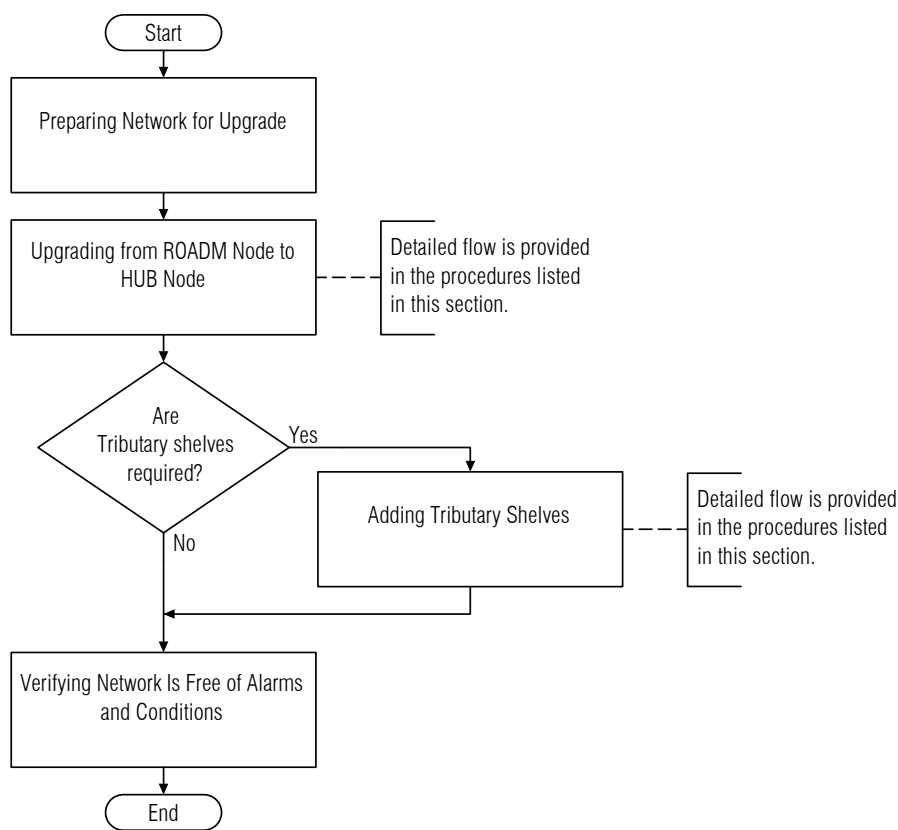 Start
Preparing Network for Upgrade
Upgrading from ROADM Node to
HUB Node
Detailed flow is provided
in the procedures listed
in this section.
Are
Tributary shelves
required?
Yes
Adding Tributary Shelves
Detailed flow is provided
in the procedures listed
in this section.
No
Verifying Network Is Free of Alarms
and Conditions
End